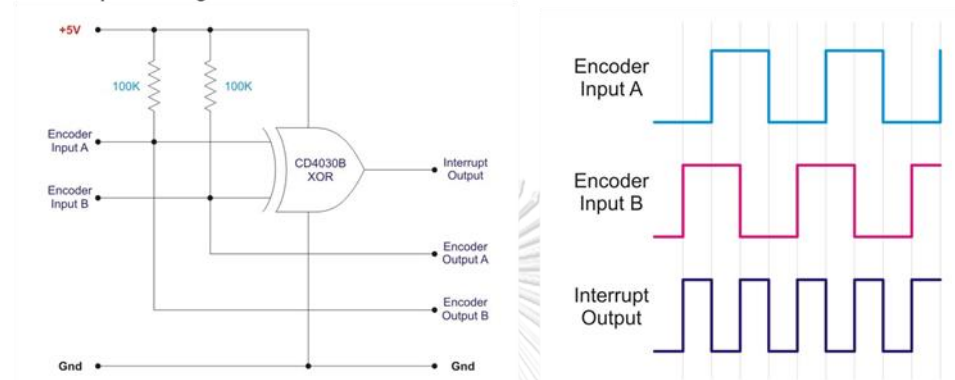 +5V
100K
100K
Encoder
Input A
Encoder
Input B
CD4030B
XOR
Interrupt
Output
Encoder
Output A
Encoder
Output B
Gnd
Gnd
Encoder
Input A
Encoder
Input B
Interrupt
Output